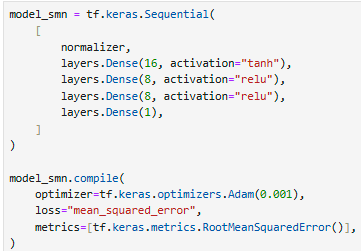 model_smn = tf.keras.Sequential(
    [
        normalizer,
        layers.Dense(16, activation="tanh"),
        layers.Dense(8, activation="relu"),
        layers.Dense(8, activation="relu"),
        layers.Dense(1),
    ]
)

model_smn.compile(
    optimizer=tf.keras.optimizers.Adam(0.001),
    loss="mean_squared_error",
    metrics=[tf.keras.metrics.RootMeanSquaredError()],
)